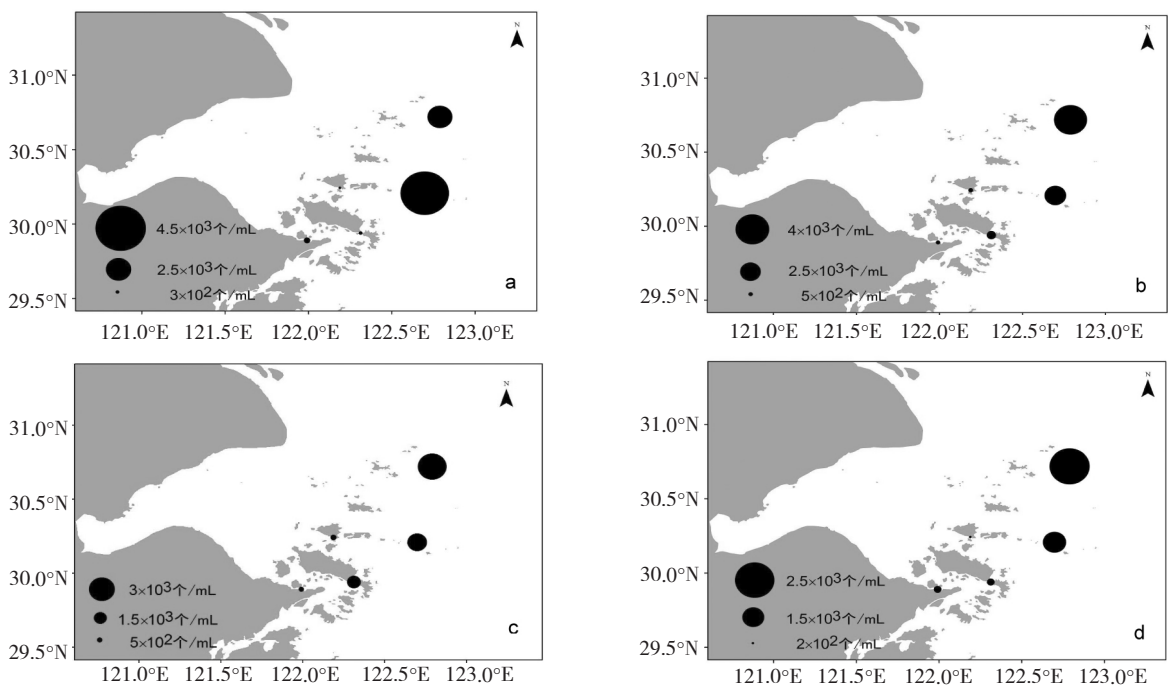 N
31.0°N
30.5°N
30.0°N
29.5°N
4.5×10³个/mL
2.5×10³个/mL
3×10²个/mL
a
121.0°E 121.5°E 122.0°E 122.5°E 123.0°E
N
31.0°N
30.5°N
30.0°N
29.5°N
4×10³个/mL
2.5×10³个/mL
5×10²个/mL
b
121.0°E 121.5°E 122.0°E 122.5°E 123.0°E
N
31.0°N
30.5°N
30.0°N
29.5°N
3×10³个/mL
1.5×10³个/mL
5×10²个/mL
c
121.0°E 121.5°E 122.0°E 122.5°E 123.0°E
N
31.0°N
30.5°N
30.0°N
29.5°N
2.5×10³个/mL
1.5×10³个/mL
2×10²个/mL
d
121.0°E 121.5°E 122.0°E 122.5°E 123.0°E